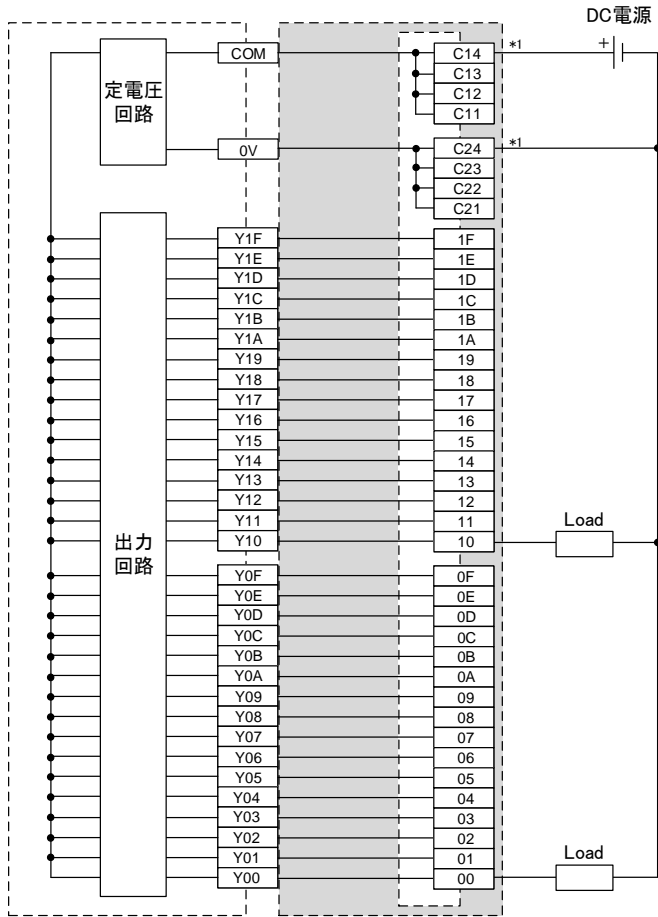 DC電源
COM C14 *1 +
C13
定電圧 C12
回路 C11
0V C24 *1
C23
C22
C21
Y1F 1F
Y1E 1E
Y1D 1D
Y1C 1C
Y1B 1B
Y1A 1A
Y19 19
Y18 18
Y17 17
Y16 16
Y15 15
Y14 14
Y13 13
Y12 12
Y11 11 Load
出力 Y10 10
回路
Y0F 0F
Y0E 0E
Y0D 0D
Y0C 0C
Y0B 0B
Y0A 0A
Y09 09
Y08 08
Y07 07
Y06 06
Y05 05
Y04 04
Y03 03
Y02 02
Y01 01 Load
Y00 00